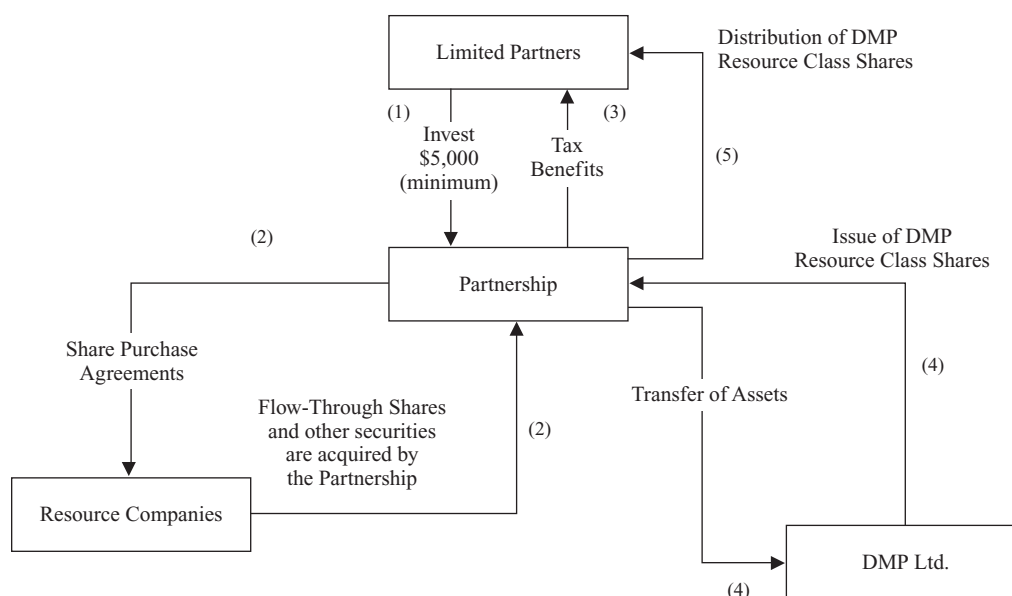 Limited Partners
Distribution of DMP
Resource Class Shares
(1)
(3)
Invest
$5,000
(minimum)
Tax
Benefits
(5)
(2)
Issue of DMP
Resource Class Shares
Partnership
Share Purchase
Agreements
(4)
Transfer of Assets
Flow-Through Shares
and other securities
are acquired by
the Partnership
(2)
Resource Companies
DMP Ltd.
(4)